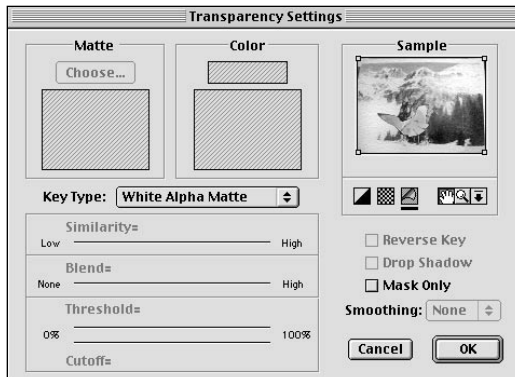 Transparency Settings
Matte
Choose...
Color
Sample
Key Type: White Alpha Matte
Similarity=
Low High
Blend=
None High
Threshold=
0% 100%
Cutoff=
Reverse Key
Drop Shadow
Mask Only
Smoothing: None
Cancel OK